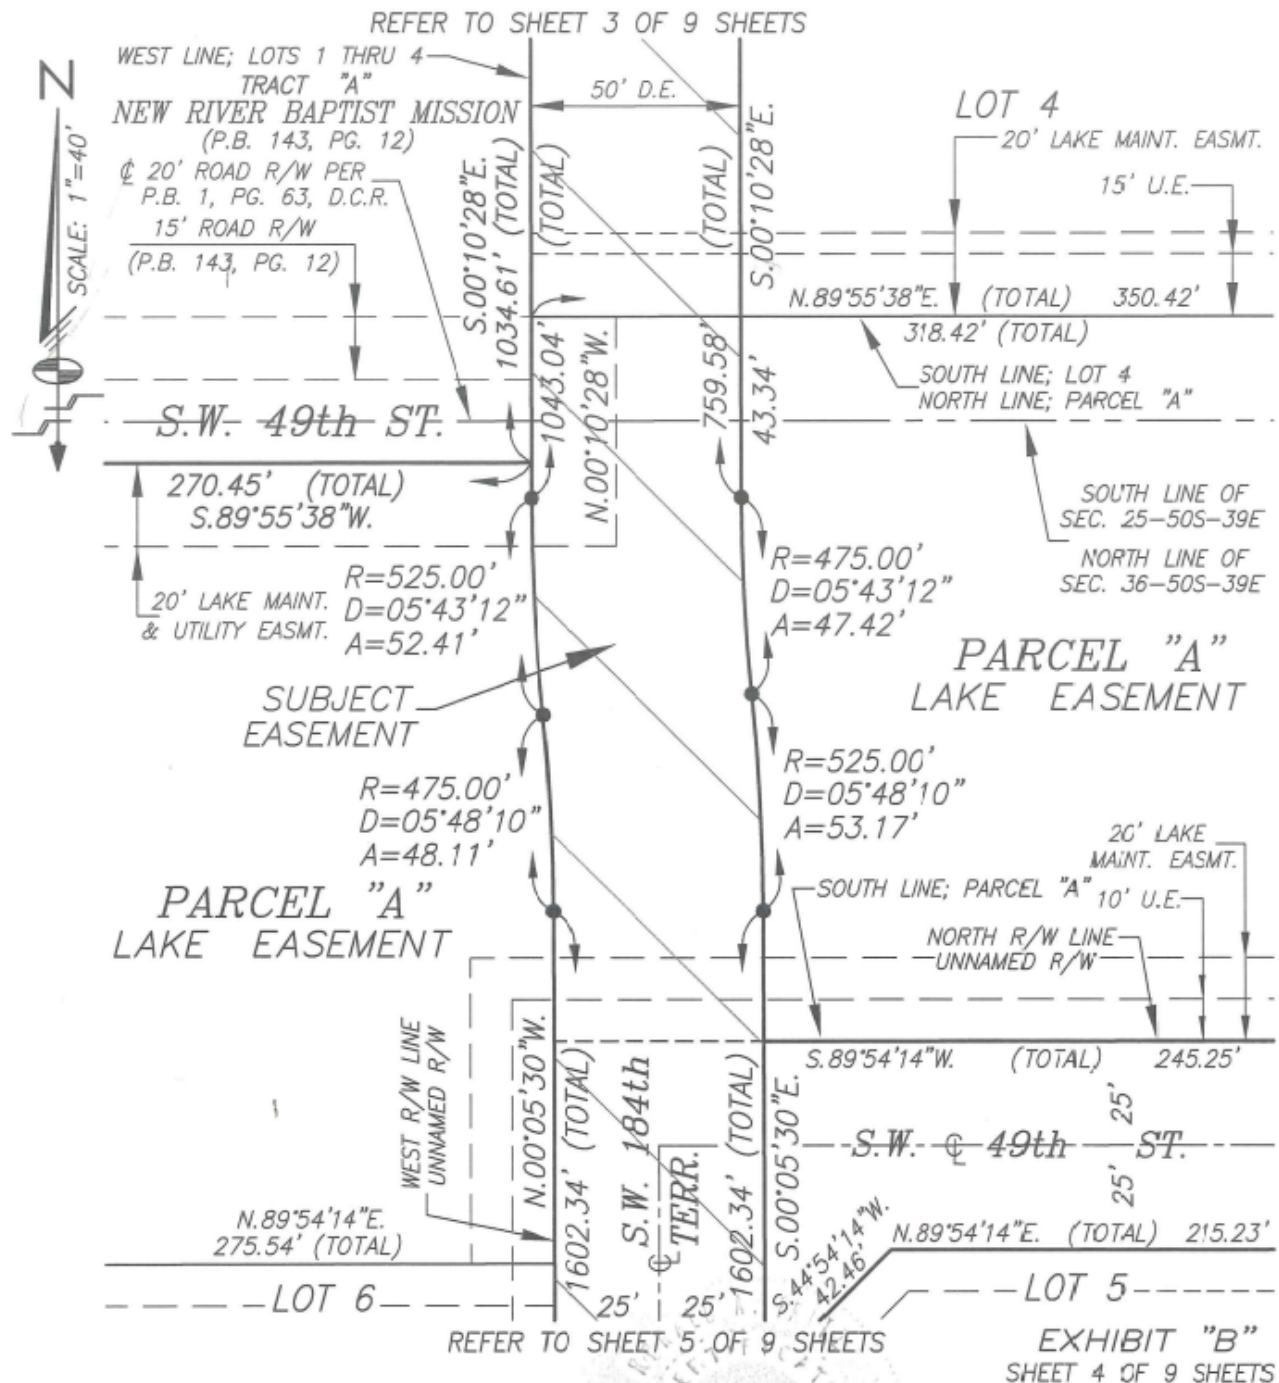 REFER TO SHEET 3 OF 9 SHEETS
WEST LINE; LOTS 1 THRU 4
TRACT "A"
NEW RIVER BAPTIST MISSION
(P.B. 143, PG. 12)
℄ 20' ROAD R/W PER
P.B. 1, PG. 63, D.C.R.
15' ROAD R/W
(P.B. 143, PG. 12)
N
SCALE: 1"=40'
50' D.E.
LOT 4
20' LAKE MAINT. EASMT.
15' U.E.
S.00°10'28"E.
1034.61' (TOTAL)
1043.04' (TOTAL)
N.00°10'28"W.
759.58' (TOTAL)
S.00°10'28"E.
43.34'
N.89°55'38"E. (TOTAL) 350.42'
318.42' (TOTAL)
SOUTH LINE; LOT 4
NORTH LINE; PARCEL "A"
S.W. 49th ST.
270.45' (TOTAL)
S.89°55'38"W.
SOUTH LINE OF
SEC. 25-50S-39E
NORTH LINE OF
SEC. 36-50S-39E
20' LAKE MAINT.
& UTILITY EASMT.
R=525.00'
D=05°43'12"
A=52.41'
R=475.00'
D=05°43'12"
A=47.42'
SUBJECT
EASEMENT
PARCEL "A"
LAKE EASEMENT
R=475.00'
D=05°48'10"
A=48.11'
R=525.00'
D=05°48'10"
A=53.17'
PARCEL "A"
LAKE EASEMENT
20' LAKE
MAINT. EASMT.
10' U.E.
SOUTH LINE; PARCEL "A"
NORTH R/W LINE
UNNAMED R/W
WEST R/W LINE
UNNAMED R/W
N.00°05'30"W.
1602.34' (TOTAL)
S.W. 184th
TERR.
℄
1602.34' (TOTAL)
S.00°05'30"E.
S.89°54'14"W. (TOTAL) 245.25'
25'
S.W. ℄ 49th ST.
25'
S.44°54'14"W.
42.46'
N.89°54'14"E. (TOTAL) 215.23'
N.89°54'14"E.
275.54' (TOTAL)
LOT 6
25'
25'
LOT 5
REFER TO SHEET 5 OF 9 SHEETS
EXHIBIT "B"
SHEET 4 OF 9 SHEETS